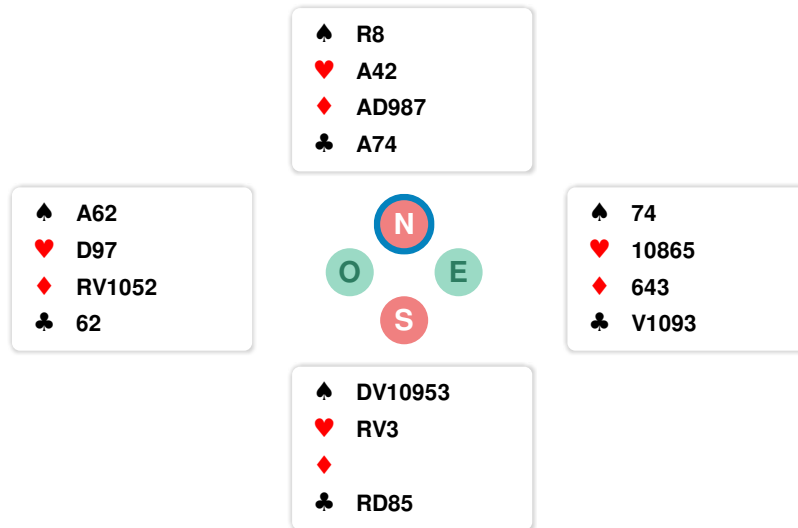 ♠ R8
♥ A42
♦ AD987
♣ A74
♠ A62
♥ D97
♦ RV1052
♣ 62
N
O E
S
♠ 74
♥ 10865
♦ 643
♣ V1093
♠ DV10953
♥ RV3
♦
♣ RD85